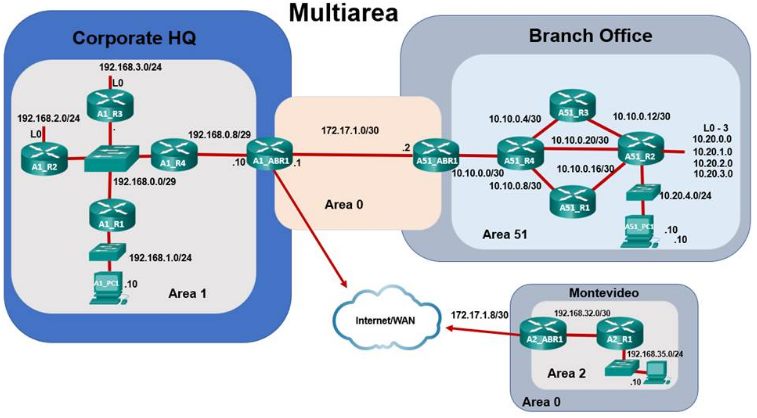 Multiarea
Corporate HQ
192.168.3.0/24
L0
A1_R3
192.168.2.0/24
L0
A1_R2
192.168.0.8/29
A1_R4
.10
A1_ABR1
.1
192.168.0.0/29
A1_R1
192.168.1.0/24
A1_PC1
.10
Area 1
172.17.1.0/30
.2
Area 0
Branch Office
A51_ABR1
10.10.0.0/30
A51_R4
10.10.0.4/30
A51_R3
10.10.0.12/30
10.10.0.20/30
10.10.0.16/30
10.10.0.8/30
A51_R1
A51_R2
L0 - 3
10.20.0.0
10.20.1.0
10.20.2.0
10.20.3.0
10.20.4.0/24
A51_PC1
.10
.10
Area 51
Internet/WAN
172.17.1.8/30
Montevideo
192.168.32.0/30
A2_ABR1
A2_R1
192.168.35.0/24
.10
Area 2
Area 0